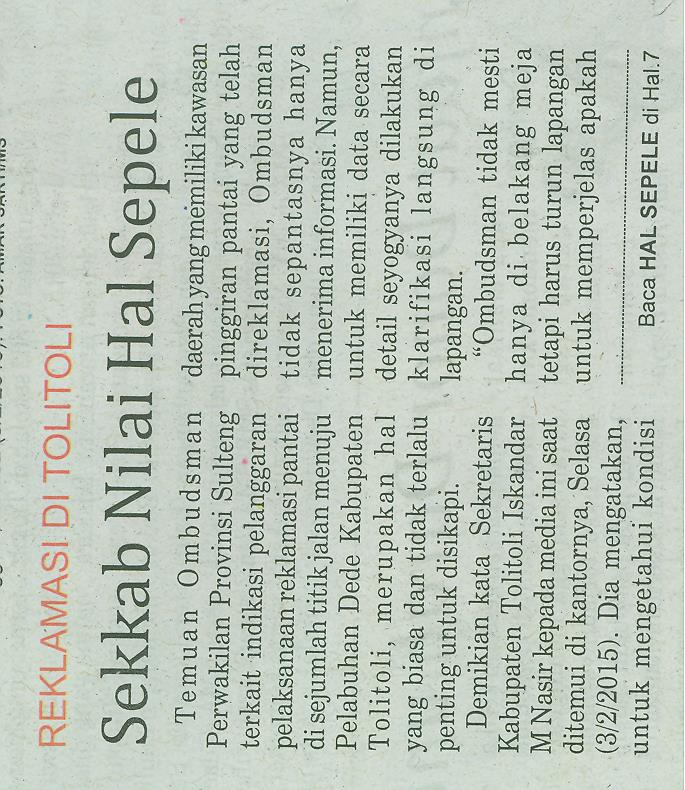 REKLAMASI DI TOLITOLI
Sekkab Nilai Hal Sepele
Temuan Ombudsman
Perwakilan Provinsi Sulteng
terkait indikasi pelanggaran
pelaksanaan reklamasi pantai
di sejumlah titik jalan menuju
Pelabuhan Dede Kabupaten
Tolitoli, merupakan hal
yang biasa dan tidak terlalu
penting untuk disikapi.
Demikian kata Sekretaris
Kabupaten Tolitoli Iskandar
M Nasir kepada media ini saat
ditemui di kantornya, Selasa
(3/2/2015). Dia mengatakan,
untuk mengetahui kondisi
daerah yang memiliki kawasan
pinggiran pantai yang telah
direklamasi, Ombudsman
tidak sepantasnya hanya
menerima informasi. Namun,
untuk memiliki data secara
detail seyogyanya dilakukan
klarifikasi langsung di
lapangan.
“Ombudsman tidak mesti
hanya di belakang meja
tetapi harus turun lapangan
untuk memperjelas apakah
Baca HAL SEPELE di Hal.7